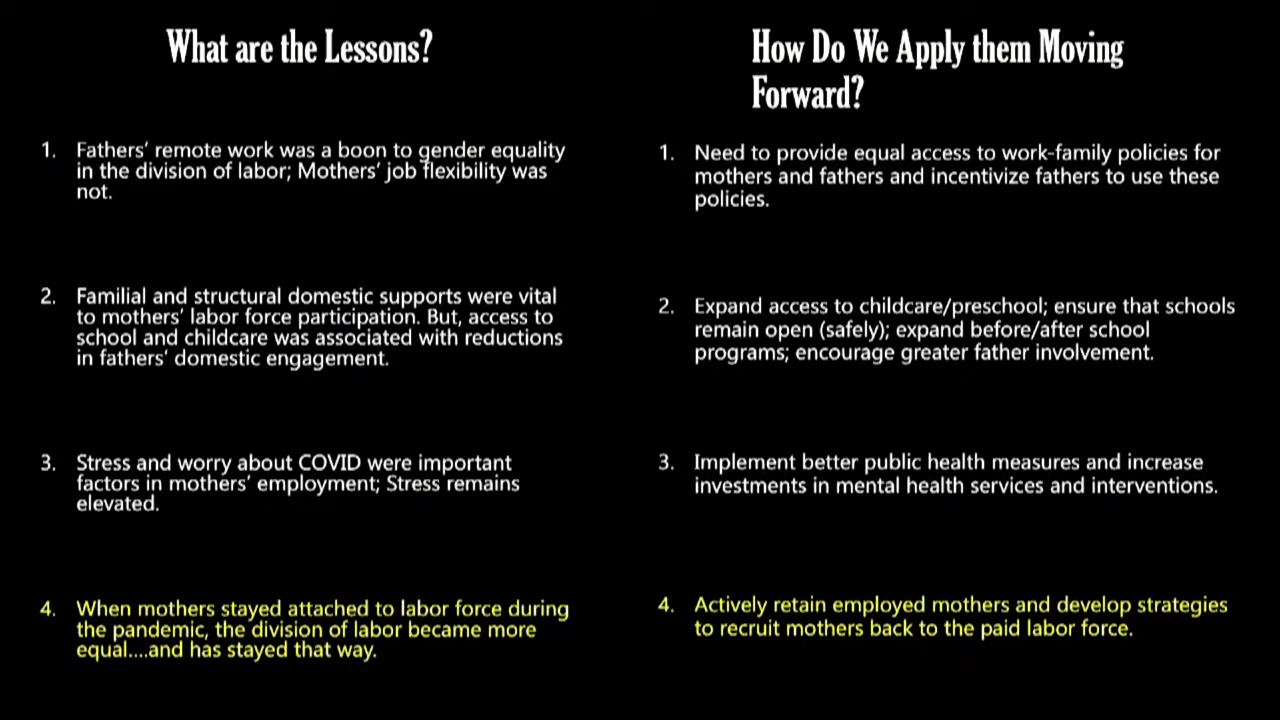 What are the Lessons?
1. Fathers' remote work was a boon to gender equality
in the division of labor; Mothers' job flexibility was
not.
2. Familial and structural domestic supports were vital
to mothers' labor force participation. But, access to
school and childcare was associated with reductions
in fathers' domestic engagement.
3. Stress and worry about COVID were important
factors in mothers' employment; Stress remains
elevated.
4. When mothers stayed attached to labor force during
the pandemic, the division of labor became more
equal....and has stayed that way.
How Do We Apply them Moving
Forward?
1. Need to provide equal access to work-family policies for
mothers and fathers and incentivize fathers to use these
policies.
2. Expand access to childcare/preschool; ensure that schools
remain open (safely); expand before/after school
programs; encourage greater father involvement.
3. Implement better public health measures and increase
investments in mental health services and interventions.
4. Actively retain employed mothers and develop strategies
to recruit mothers back to the paid labor force.